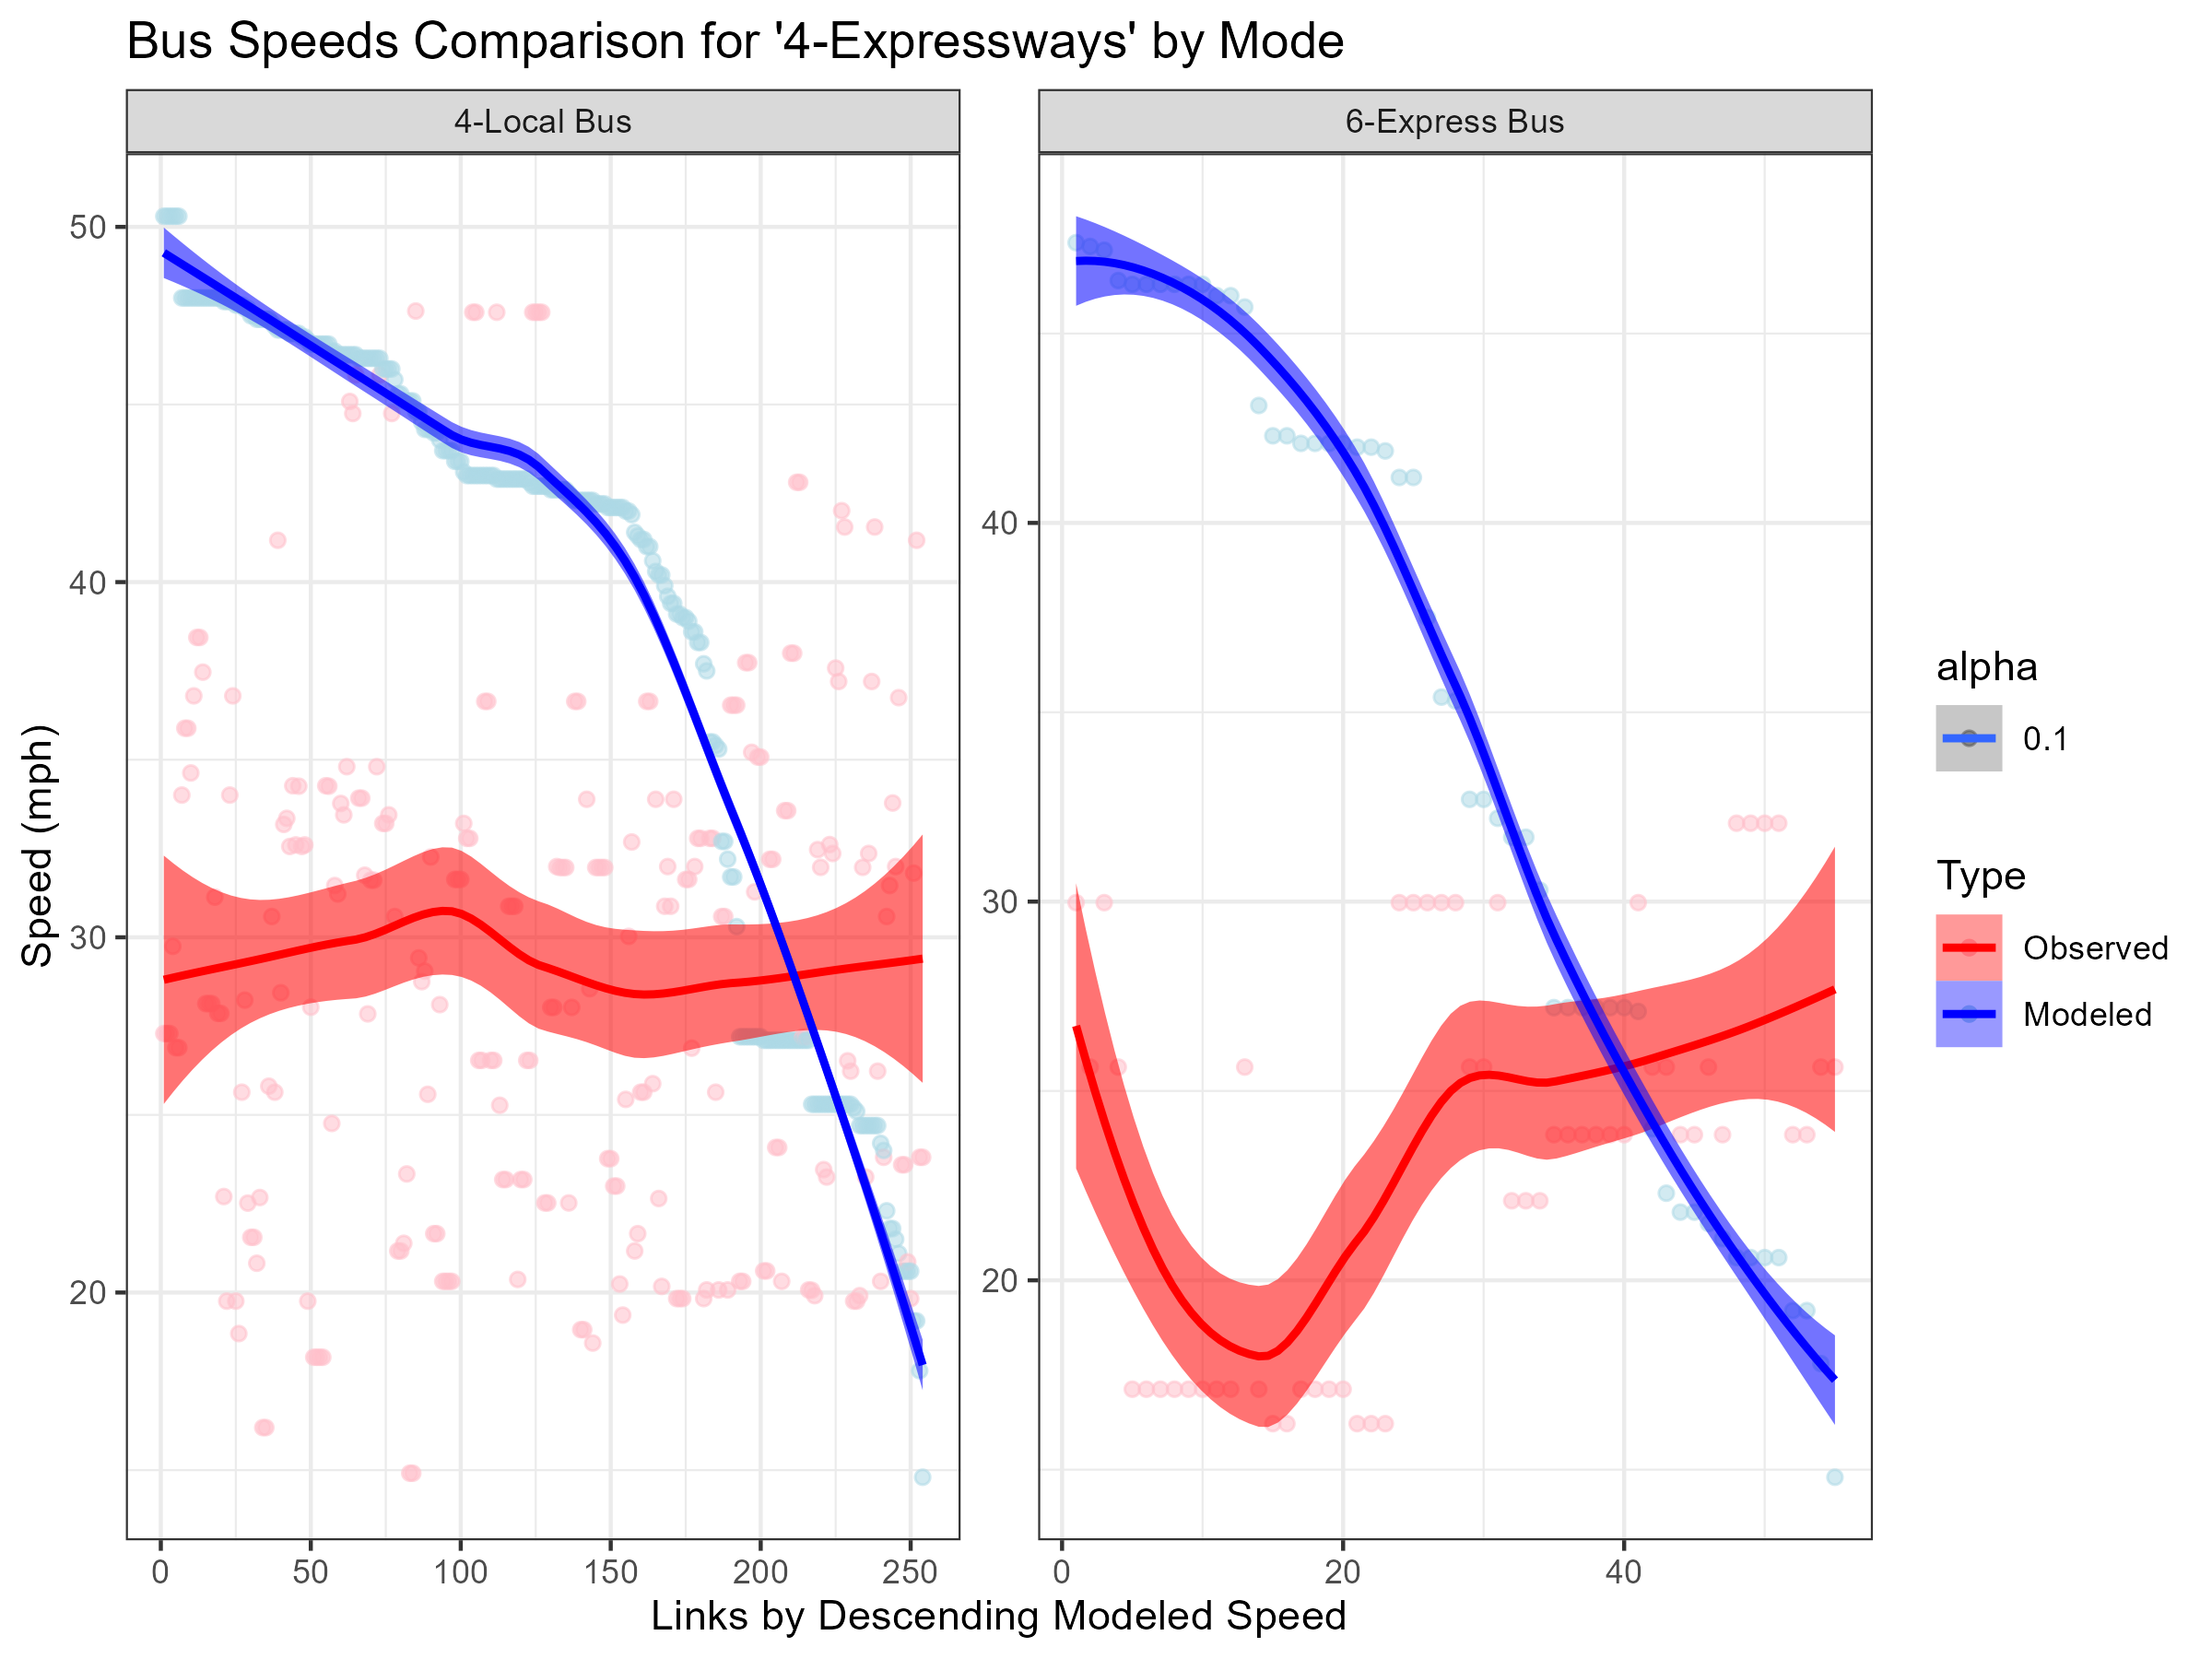 Bus Speeds Comparison for '4-Expressways' by Mode
4-Local Bus
6-Express Bus
Speed (mph)
50
40
30
20
40
30
20
0 50 100 150 200 250
0 20 40
Links by Descending Modeled Speed
alpha
0.1
Type
Observed
Modeled